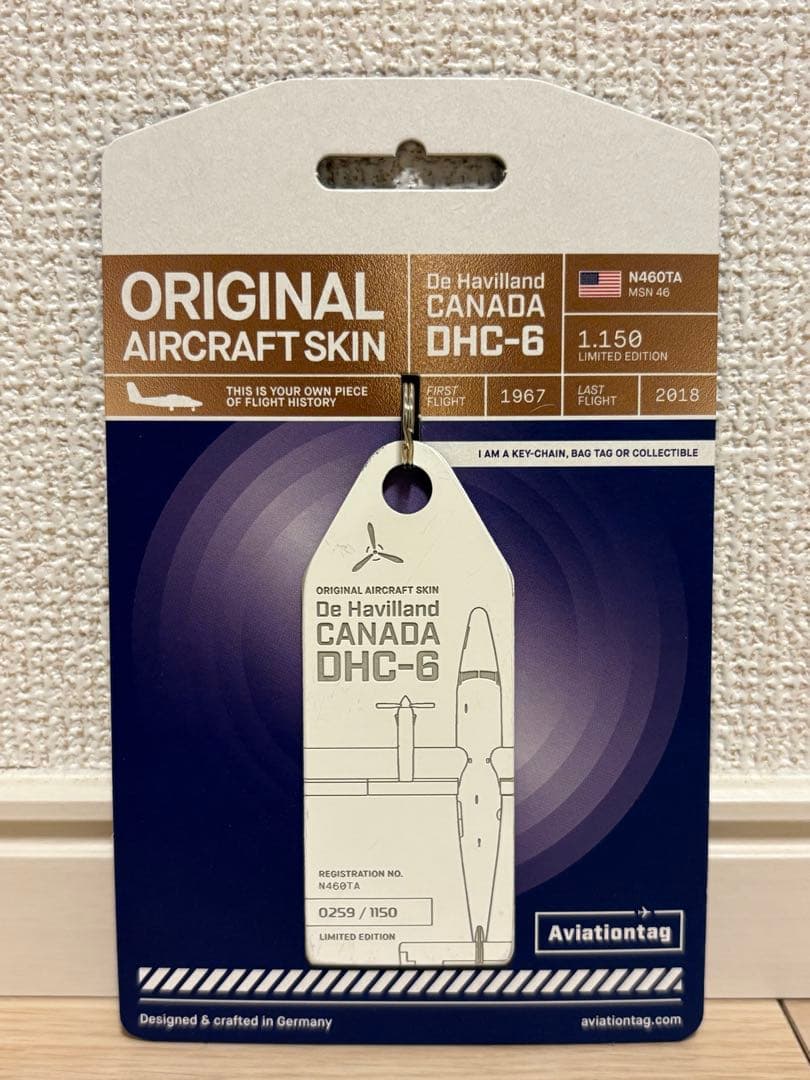 ORIGINAL
AIRCRAFT SKIN
De Havilland
CANADA
DHC-6
N460TA
MSN 46
1.150
LIMITED EDITION
THIS IS YOUR OWN PIECE
OF FLIGHT HISTORY
FIRST
FLIGHT
1967
LAST
FLIGHT
2018
I AM A KEY-CHAIN, BAG TAG OR COLLECTIBLE
ORIGINAL AIRCRAFT SKIN
De Havilland
CANADA
DHC-6
REGISTRATION NO.
N460TA
0259 / 1150
LIMITED EDITION
Aviationtag
Designed & crafted in Germany
aviationtag.com